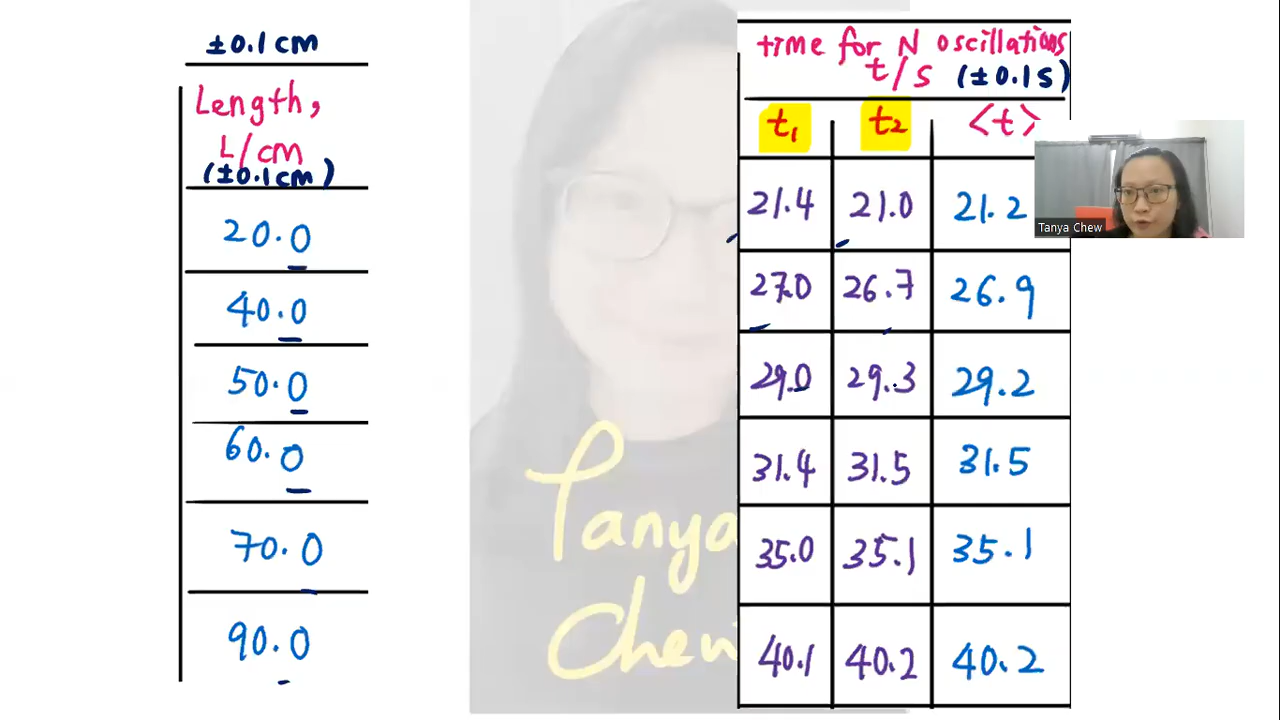 ±0.1cm
Length,
L/cm
(±0.1cm)
20.0
40.0
50.0
60.0
70.0
90.0
Tanya
Chew
time for N oscillations
t/s (±0.1s)
t₁ t₂ <t>
21.4 21.0 21.2
27.0 26.7 26.9
29.0 29.3 29.2
31.4 31.5 31.5
35.0 35.1 35.1
40.1 40.2 40.2
Tanya Chew